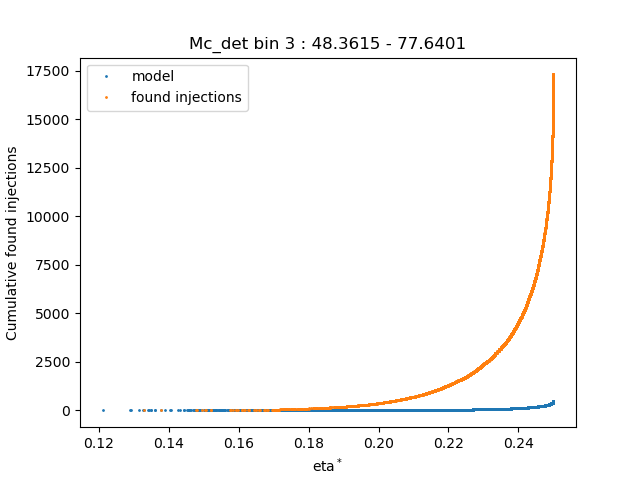 Mc_det bin 3 : 48.3615 - 77.6401
17500
15000
12500
10000
7500
5000
2500
0
Cumulative found injections
model
found injections
0.12 0.14 0.16 0.18 0.20 0.22 0.24
eta*